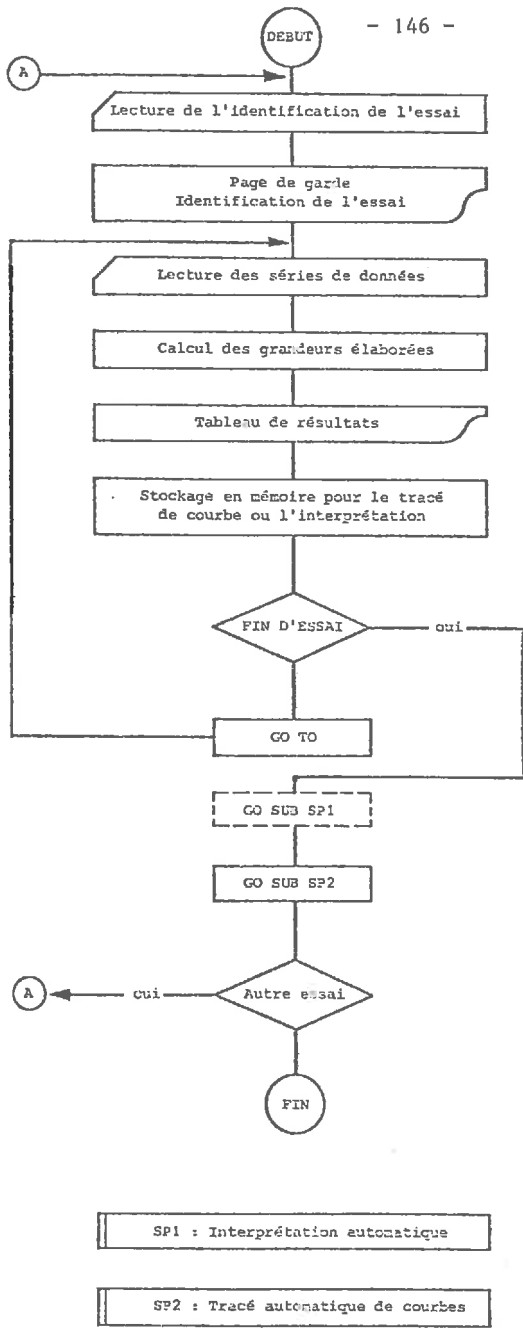 - 146 -
DEBUT
A
Lecture de l'identification de l'essai
Page de garde
Identification de l'essai
Lecture des séries de données
Calcul des grandeurs élaborées
Tableau de résultats
Stockage en mémoire pour le tracé
de courbe ou l'interprétation
FIN D'ESSAI
oui
GO TO
GO SUB SP1
GO SUB SP2
A
oui
Autre essai
FIN
SP1 : Interprétation automatique
SP2 : Tracé automatique de courbes